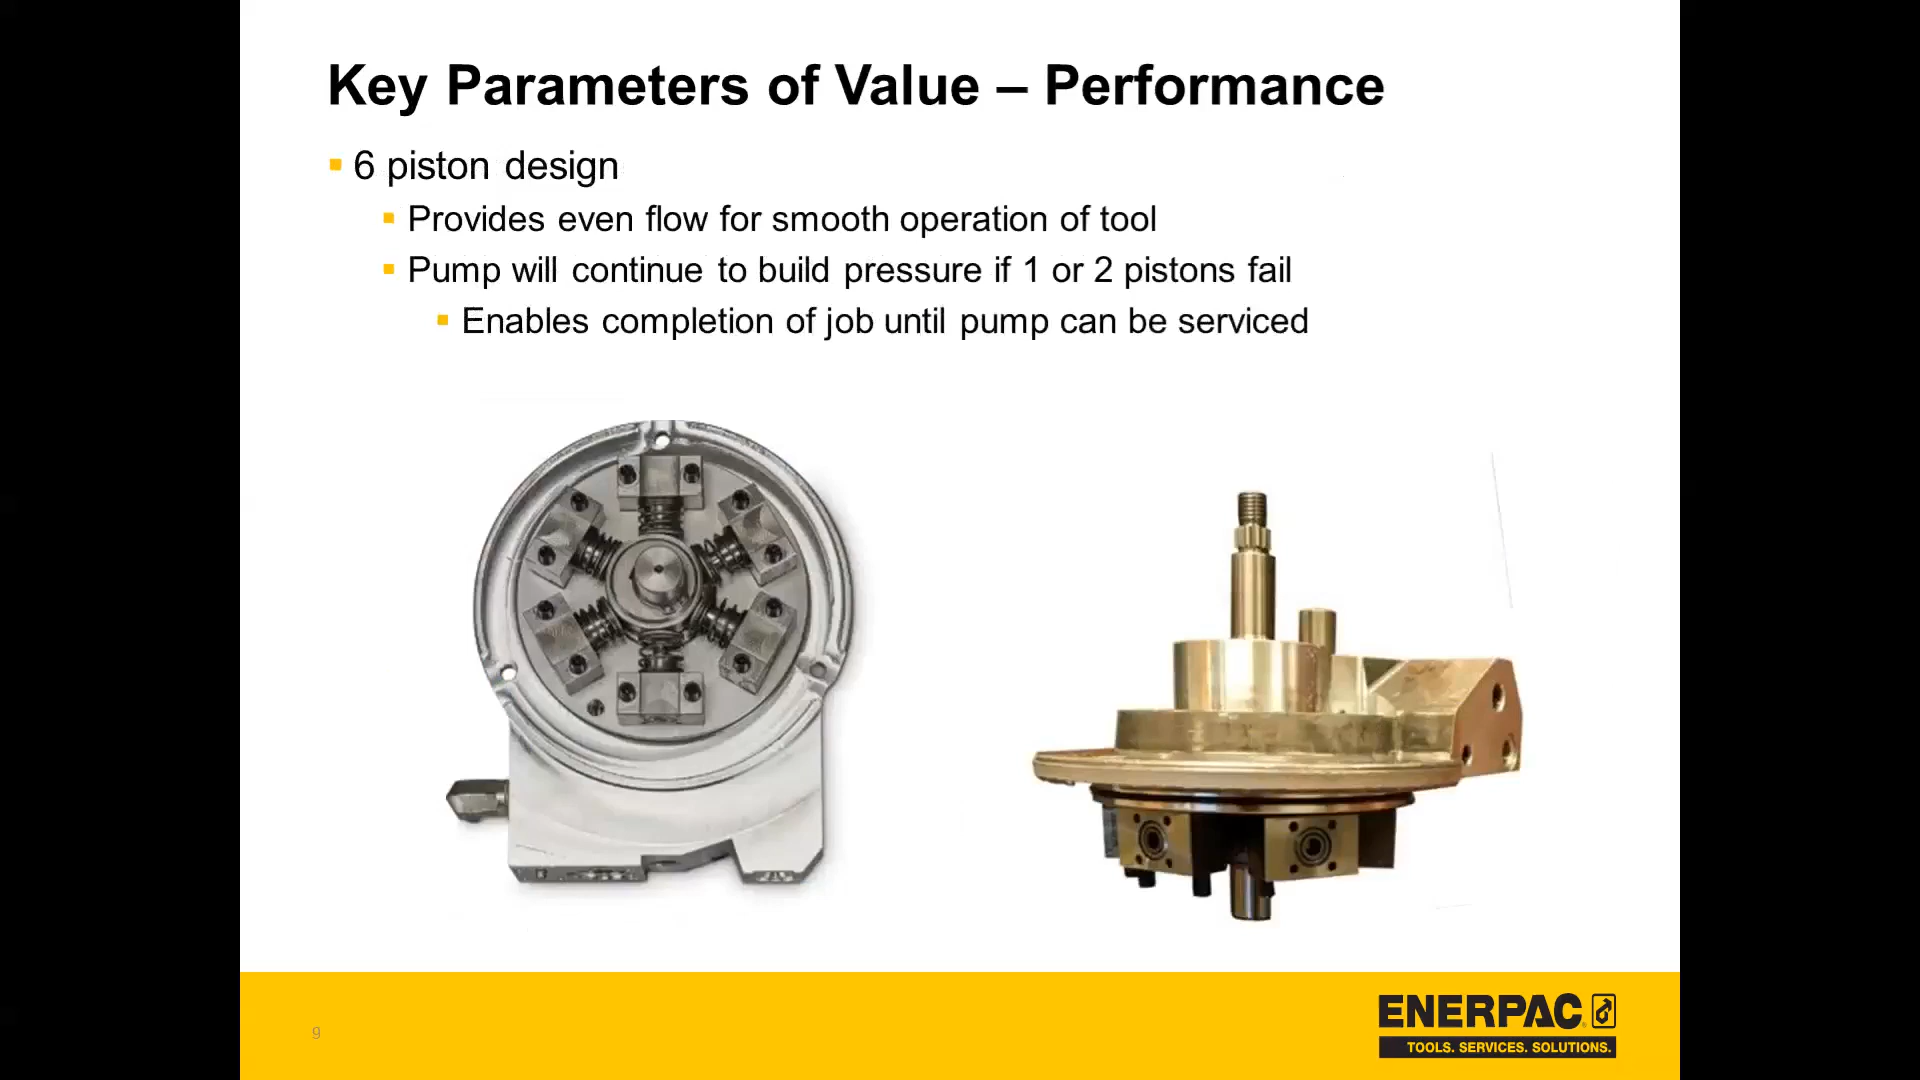 Key Parameters of Value – Performance
6 piston design
Provides even flow for smooth operation of tool
Pump will continue to build pressure if 1 or 2 pistons fail
Enables completion of job until pump can be serviced
9
ENERPAC
TOOLS. SERVICES. SOLUTIONS.